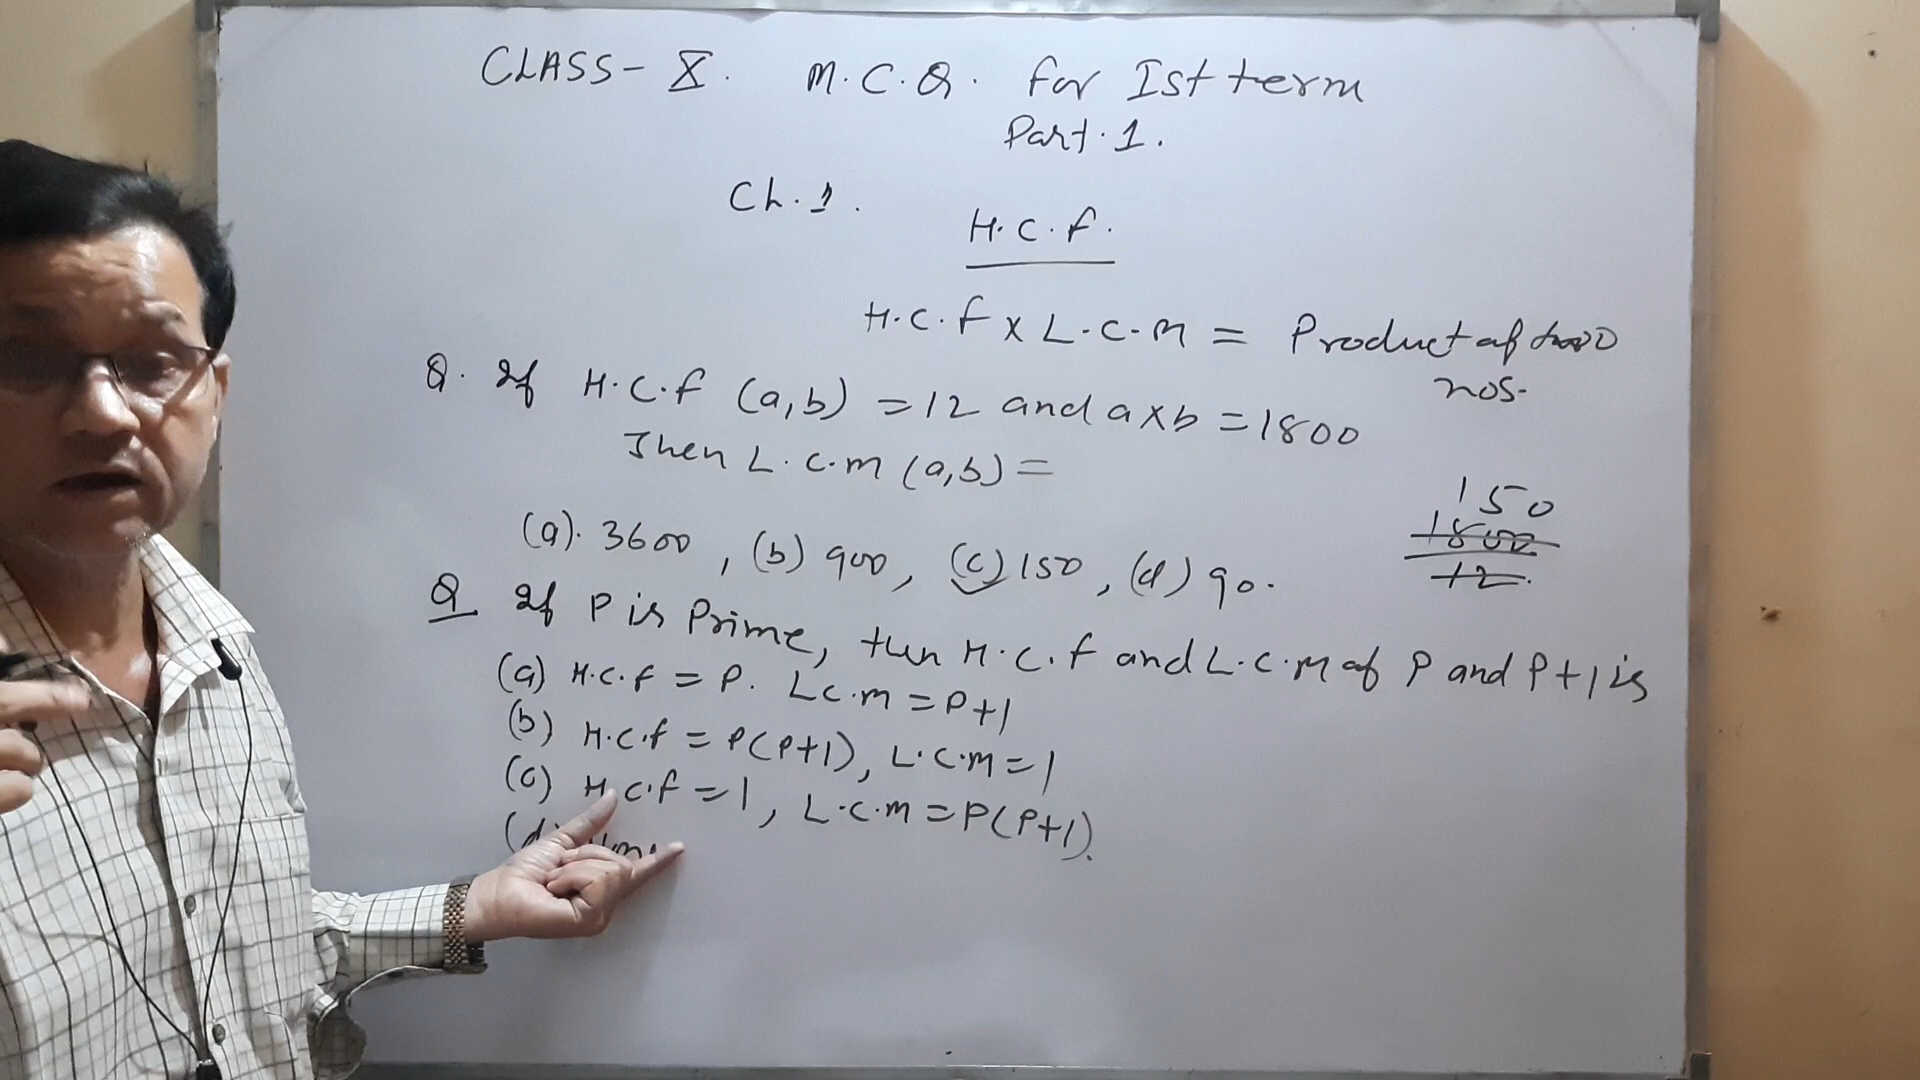 CLASS - X. M.C.Q. for Ist term
Part. 1.
Ch. 1.
H.C.f.
H.C.f x L.C.M = Product of two
nos.
Q. If H.C.f (a,b) = 12 and a x b = 1800
Then L.C.M (a,b) =
150
1800
12.
(a). 3600, (b) 900, (c) 150, (d) 90.
Q If P is Prime, then H.C.f and L.C.M of P and P+1 is
(a) H.C.f = P. L.C.M = P+1
(b) H.C.f = P(P+1), L.C.M = 1
(c) H.C.f = 1, L.C.M = P(P+1).
(d)